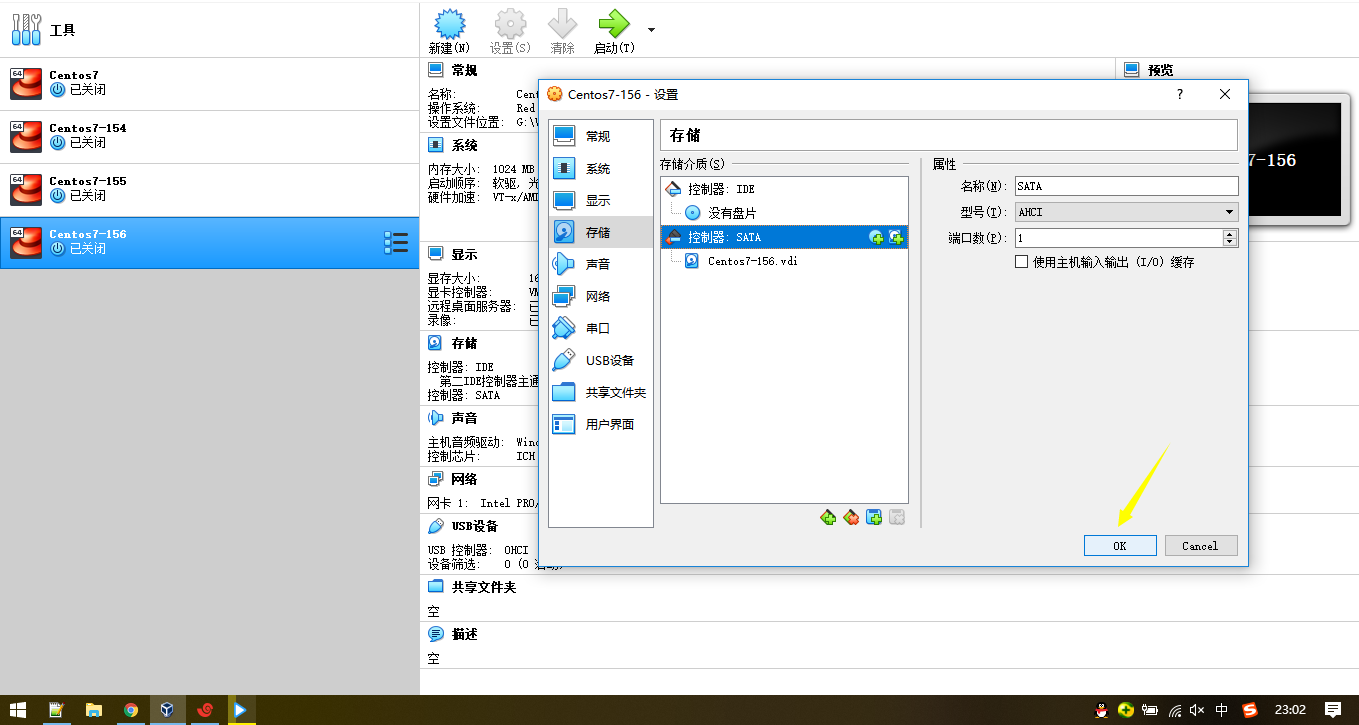 工具
新建(N)
设置(S)
清除
启动(T)
64
Centos7
已关闭
64
Centos7-154
已关闭
64
Centos7-155
已关闭
64
Centos7-156
已关闭
常规
名称: Cent
操作系统: Red
设置文件位置: G:\V
系统
内存大小: 1024 MB
启动顺序: 软驱, 光
硬件加速: VT-x/AMD
显示
显存大小: 16
显卡控制器: VM
远程桌面服务器: 已
录像: 已
存储
控制器: IDE
第二IDE控制器主通
控制器: SATA
声音
主机音频驱动: Wind
控制芯片: ICH
网络
网卡 1: Intel PRO/
USB设备
USB 控制器: OHCI
设备筛选: 0 (0 活动)
共享文件夹
空
描述
空
预览
7-156
Centos7-156 - 设置
?
常规
系统
显示
存储
声音
网络
串口
USB设备
共享文件夹
用户界面
存储
存储介质(S)
控制器: IDE
没有盘片
控制器: SATA
Centos7-156.vdi
属性
名称(N): SATA
型号(T): AHCI
端口数(P): 1
使用主机输入输出 (I/O) 缓存
OK
Cancel
中
23:02